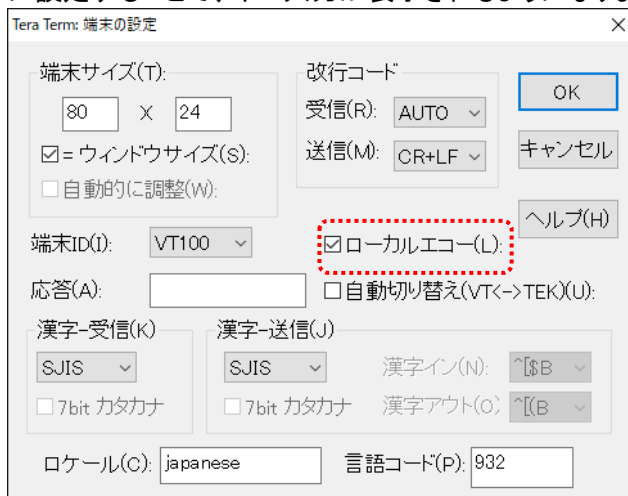 Tera Term: 端末の設定
端末サイズ(T):
80 X 24
☑= ウィンドウサイズ(S):
□自動的に調整(W):
改行コード
受信(R): AUTO
送信(M): CR+LF
OK
キャンセル
ヘルプ(H)
端末ID(I): VT100
☑ローカルエコー(L):
応答(A):
□自動切り替え(VT<->TEK)(U):
漢字-受信(K)
SJIS
□7bit カタカナ
漢字-送信(J)
SJIS
□7bit カタカナ
漢字イン(N): ^[$B
漢字アウト(O) ^[(B
ロケール(C): japanese
言語コード(P): 932